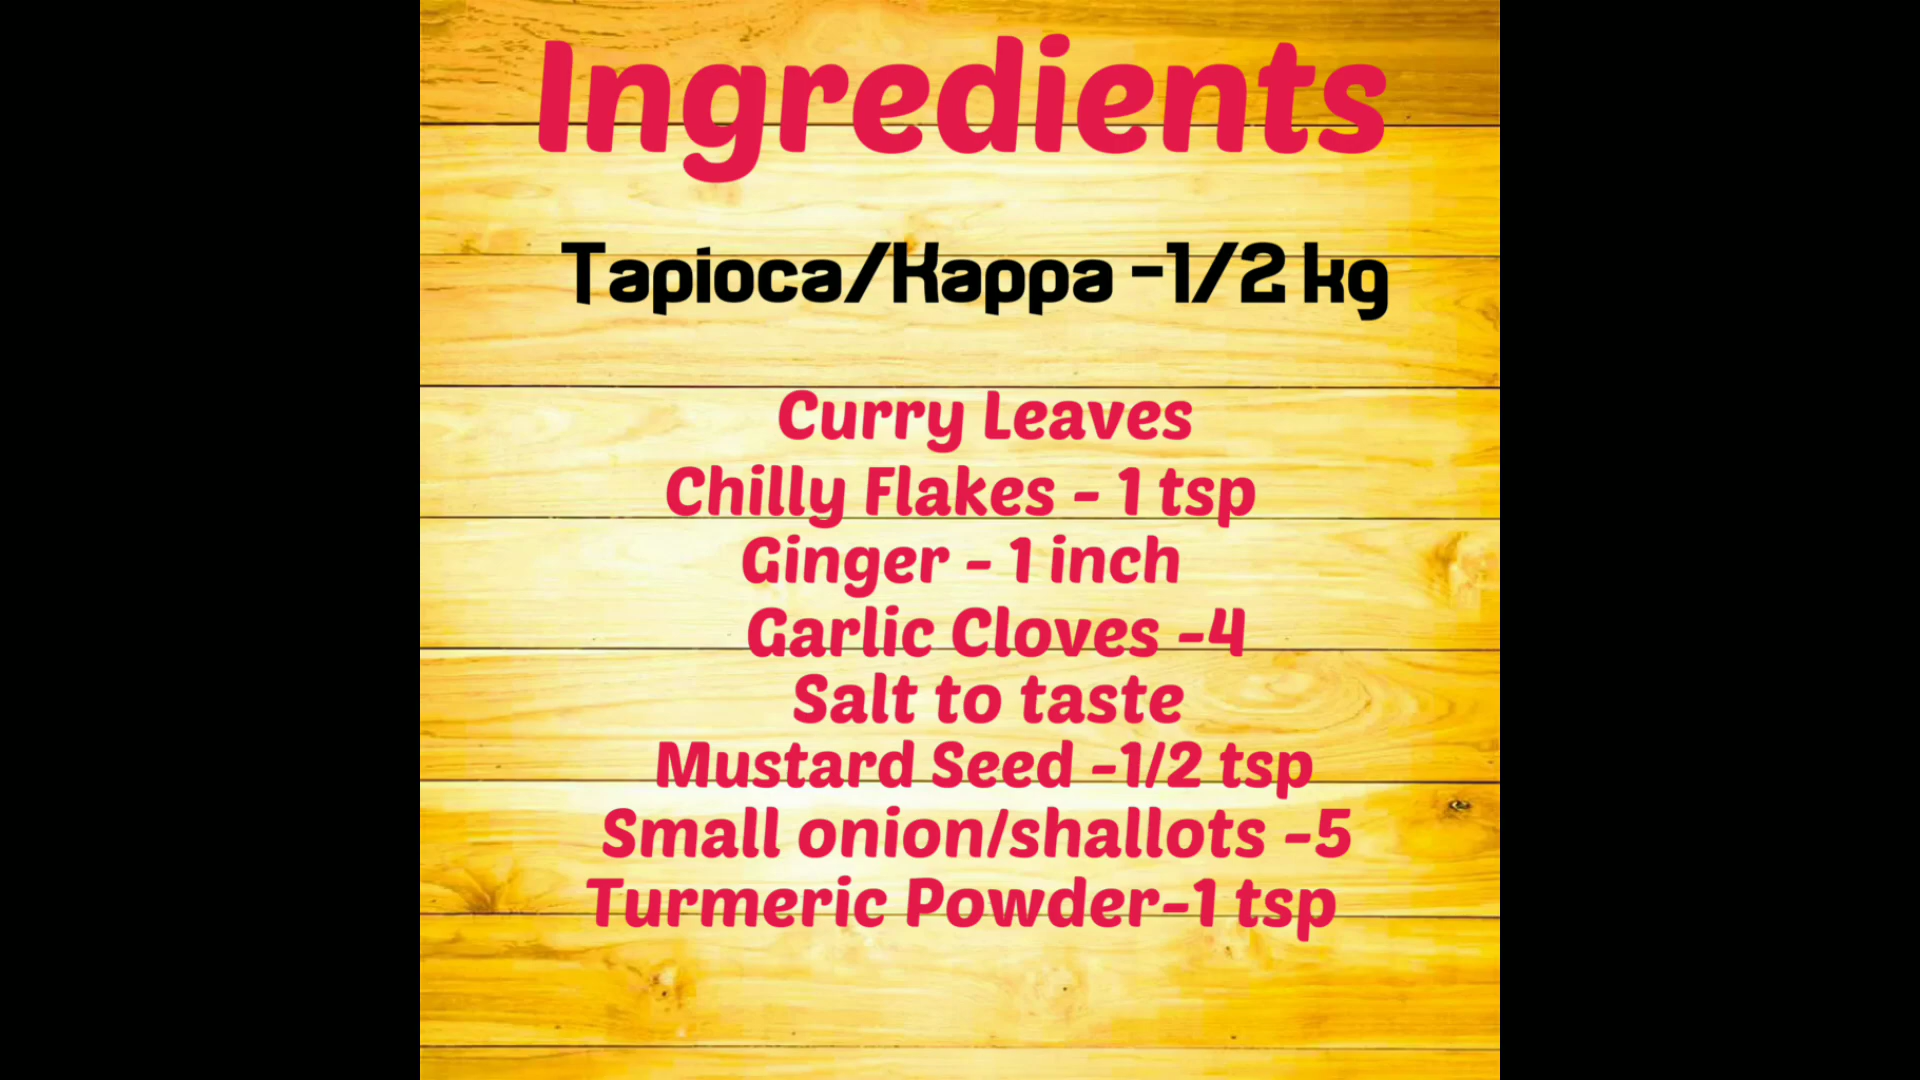 Ingredients
Tapioca/Kappa -1/2 kg
Curry Leaves
Chilly Flakes - 1 tsp
Ginger - 1 inch
Garlic Cloves -4
Salt to taste
Mustard Seed -1/2 tsp
Small onion/shallots -5
Turmeric Powder-1 tsp